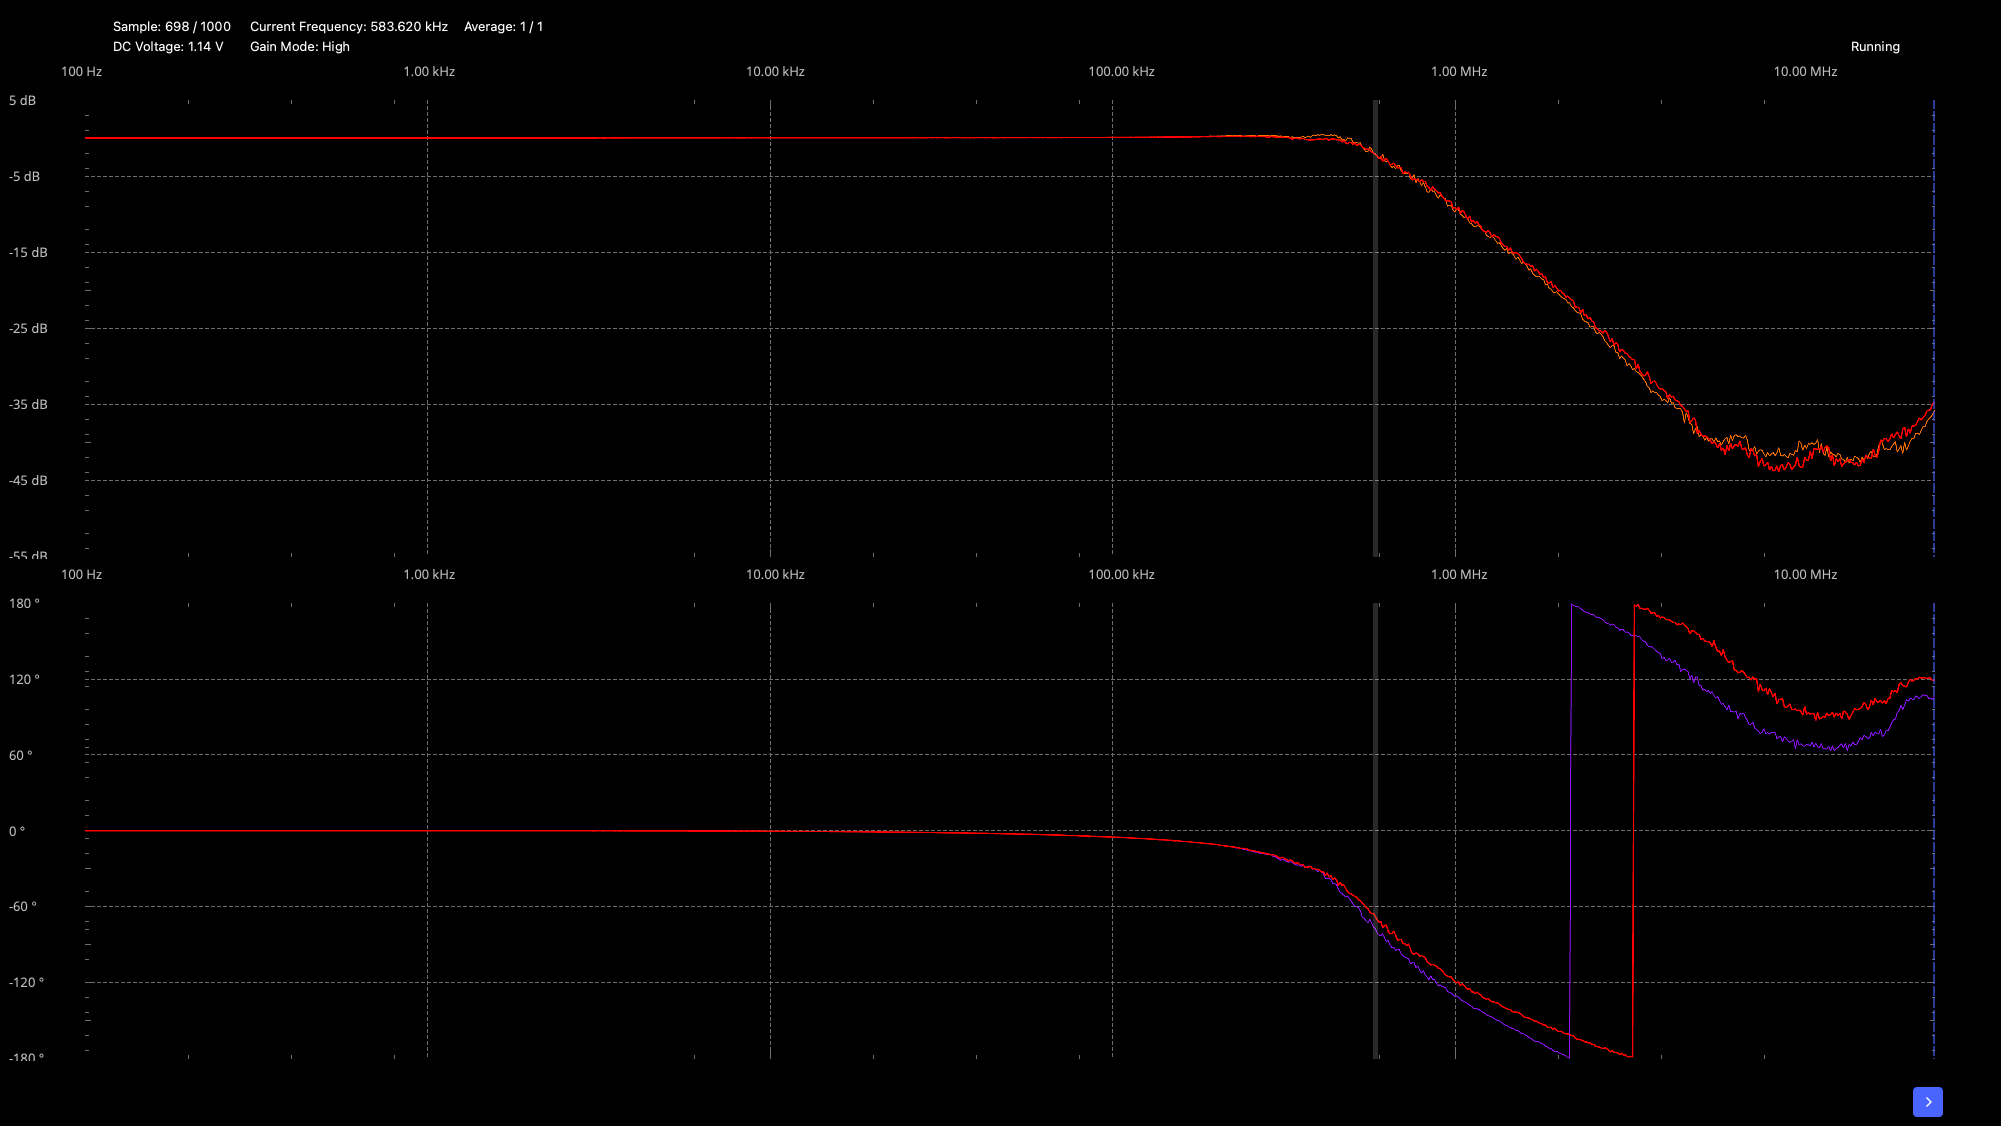 Sample: 698 / 1000 Current Frequency: 583.620 kHz Average: 1 / 1
DC Voltage: 1.14 V Gain Mode: High Running
100 Hz 1.00 kHz 10.00 kHz 100.00 kHz 1.00 MHz 10.00 MHz
5 dB
-5 dB
-15 dB
-25 dB
-35 dB
-45 dB
-55 dB
100 Hz 1.00 kHz 10.00 kHz 100.00 kHz 1.00 MHz 10.00 MHz
180 °
120 °
60 °
0 °
-60 °
-120 °
-180 °